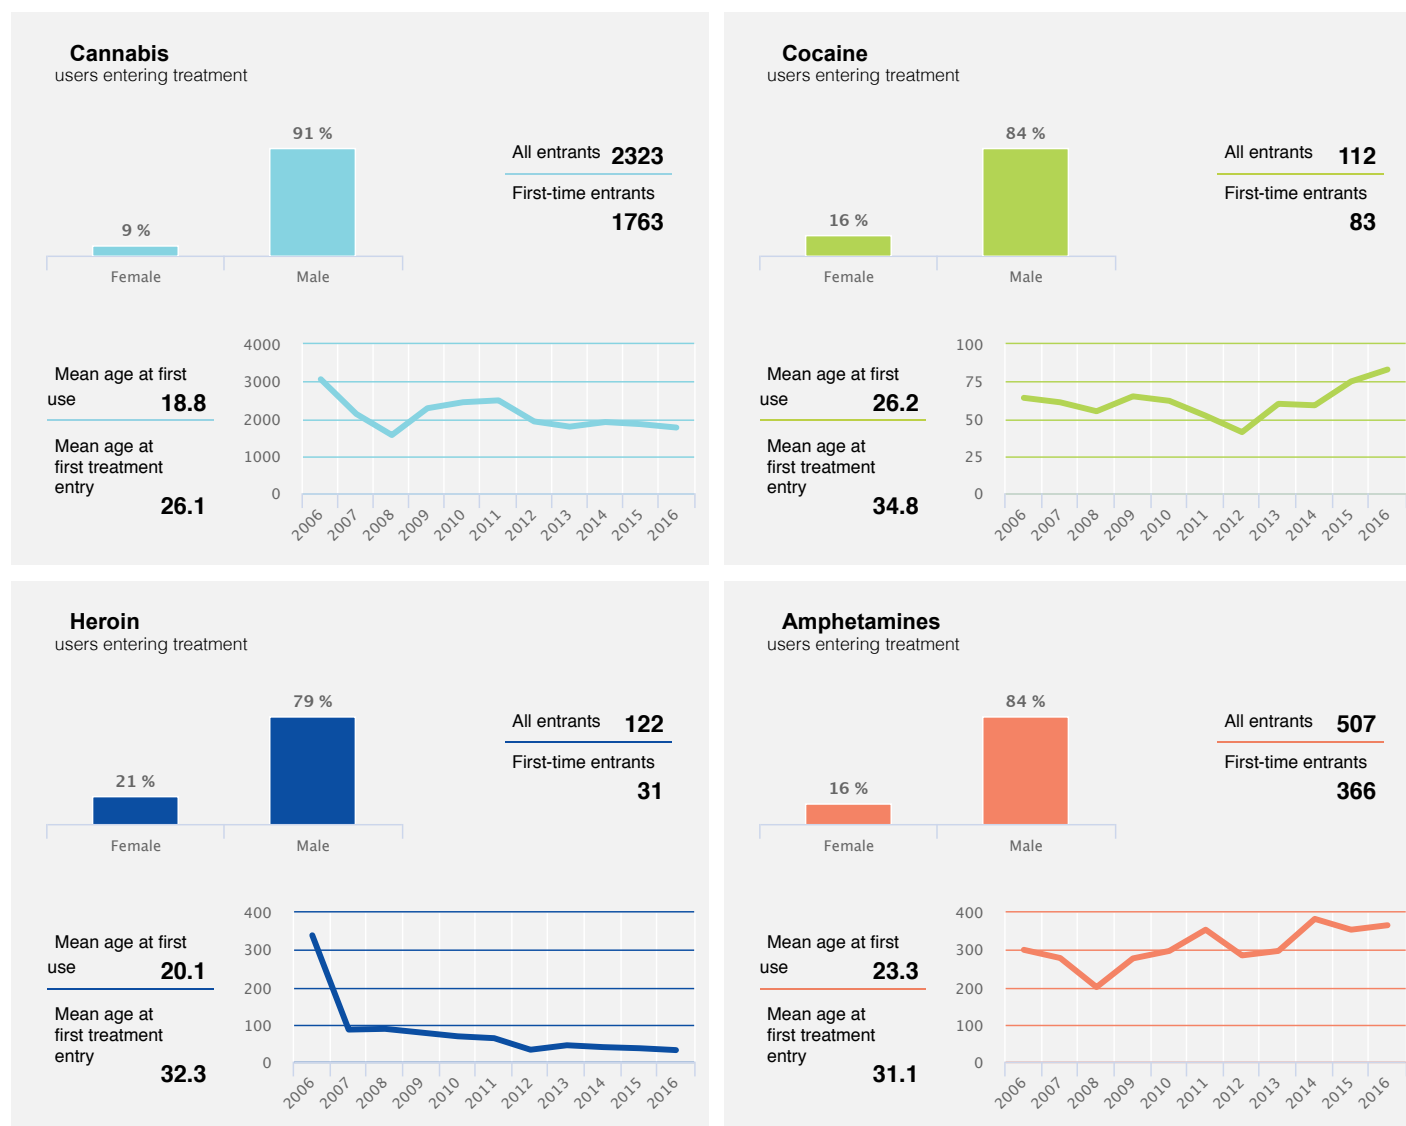 Cannabis
users entering treatment
91 %
9 %
Female
Male
All entrants 2323
First-time entrants
1763
Mean age at first
use 18.8
Mean age at
first treatment
entry
26.1
4000
3000
2000
1000
0
2006 2007 2008 2009 2010 2011 2012 2013 2014 2015 2016
Cocaine
users entering treatment
84 %
16 %
Female
Male
All entrants 112
First-time entrants
83
Mean age at first
use 26.2
Mean age at
first treatment
entry
34.8
100
75
50
25
0
2006 2007 2008 2009 2010 2011 2012 2013 2014 2015 2016
Heroin
users entering treatment
79 %
21 %
Female
Male
All entrants 122
First-time entrants
31
Mean age at first
use 20.1
Mean age at
first treatment
entry
32.3
400
300
200
100
0
2006 2007 2008 2009 2010 2011 2012 2013 2014 2015 2016
Amphetamines
users entering treatment
84 %
16 %
Female
Male
All entrants 507
First-time entrants
366
Mean age at first
use 23.3
Mean age at
first treatment
entry
31.1
400
300
200
100
0
2006 2007 2008 2009 2010 2011 2012 2013 2014 2015 2016